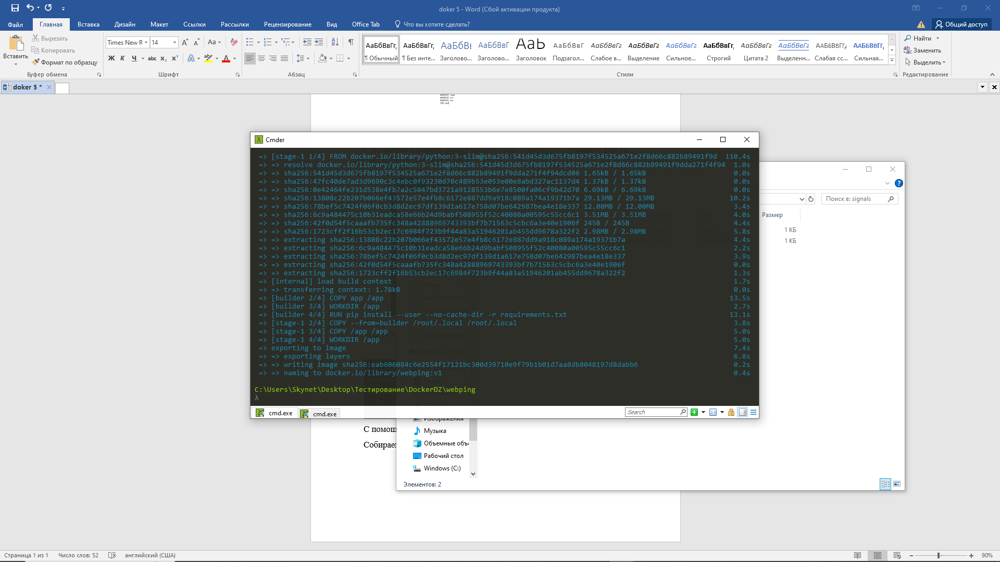 doker 5 - Word (Сбой активации продукта)
Файл Главная Вставка Дизайн Макет Ссылки Рассылки Рецензирование Вид Office Tab Что вы хотите сделать? Общий доступ
Вставить
Вырезать
Копировать
Формат по образцу
Times New R 14
Ж К Ч abc x₂ x²
АаБбВвГг, АаБбВвГг, АаБбВв АаБбВвГ АаЬ АаБбВвГ АаБбВвГг АаБбВвГг АаБбВвГг АаБбВвГг, АаБбВвГг АаБбВвГг ААБББВВГГ, ААБББВВГГ,
¶ Обычный ¶ Без инте... Заголово... Заголово... Заголовок Подзагол... Слабое в... Выделение Сильное... Строгий Цитата 2 Выделенн... Слабая сс... Сильная...
Найти
Заменить
Выделить
Буфер обмена Шрифт Абзац Стили Редактирование
doker 5 *
WORKDIR /app
WORKDIR usr
WORKDIR var
CMD pwd
Cmder
=> [stage-1 1/4] FROM docker.io/library/python:3-slim@sha256:541d45d3d675fb8197f534525a671e2f8d66c882b89491f9d 110.4s
=> => resolve docker.io/library/python:3-slim@sha256:541d45d3d675fb8197f534525a671e2f8d66c882b89491f9dda271f4f94 1.0s
=> => sha256:541d45d3d675fb8197f534525a671e2f8d66c882b89491f9dda271f4f94dcd06 1.65kB / 1.65kB 0.0s
=> => sha256:47fc40de7ad3d9690c3c4ebc0f93230d70c489b53e053e00e8abd327ac1137d4 1.37kB / 1.37kB 0.0s
=> => sha256:0e42464fe231d538e4fb7a2c5047bd3721a9128553b6e7e8500fa06cf9b42d70 6.69kB / 6.69kB 0.0s
=> => sha256:13808c22b207b066ef43572e57e4fb8c6172e887dd9a918c089a174a19371b7a 29.13MB / 29.13MB 10.2s
=> => sha256:78bef5c7424f06f0cb3d8d2ec97df139d1a617e758d07be642987bea4e18e337 12.00MB / 12.00MB 3.4s
=> => sha256:6c9a484475c10b31eadca58e66b24d9babf508955f52c40080a00595c55cc6c1 3.51MB / 3.51MB 4.0s
=> => sha256:42f0d54f5caaafb735fc348a42888969743393bf7b71563c5cbc6a3e40e1906f 245B / 245B 4.4s
=> => sha256:1723cff2f16b53cb2ec17c6984f723b9f44a83a51946201ab455dd9678a322f2 2.98MB / 2.98MB 5.8s
=> => extracting sha256:13808c22b207b066ef43572e57e4fb8c6172e887dd9a918c089a174a19371b7a 4.4s
=> => extracting sha256:6c9a484475c10b31eadca58e66b24d9babf508955f52c40080a00595c55cc6c1 2.2s
=> => extracting sha256:78bef5c7424f06f0cb3d8d2ec97df139d1a617e758d07be642987bea4e18e337 3.9s
=> => extracting sha256:42f0d54f5caaafb735fc348a42888969743393bf7b71563c5cbc6a3e40e1906f 0.0s
=> => extracting sha256:1723cff2f16b53cb2ec17c6984f723b9f44a83a51946201ab455dd9678a322f2 1.3s
=> [internal] load build context 1.7s
=> => transferring context: 1.78kB 0.0s
=> [builder 2/4] COPY app /app 13.5s
=> [builder 3/4] WORKDIR /app 2.7s
=> [builder 4/4] RUN pip install --user --no-cache-dir -r requirements.txt 13.1s
=> [stage-1 2/4] COPY --from=builder /root/.local /root/.local 3.8s
=> [stage-1 3/4] COPY /app /app 5.0s
=> [stage-1 4/4] WORKDIR /app 5.0s
=> exporting to image 7.4s
=> => exporting layers 6.8s
=> => writing image sha256:eab606084c6e2554f17121bc300d39710e9f79b1b01d7aa8db8048197d8dabb6 0.2s
=> => naming to docker.io/library/webping:v1 0.4s
C:\Users\Skynet\Desktop\Тестирование\DockerDZ\webping
λ
cmd.exe cmd.exe Search
Поиск в: signals
Размер
1 КБ
1 КБ
Изображения
Музыка
Объемные объ
Рабочий стол
Windows (C:)
Элементов: 2
С помощ
Собирае
Страница 1 из 1 Число слов: 52 английский (США) 90%